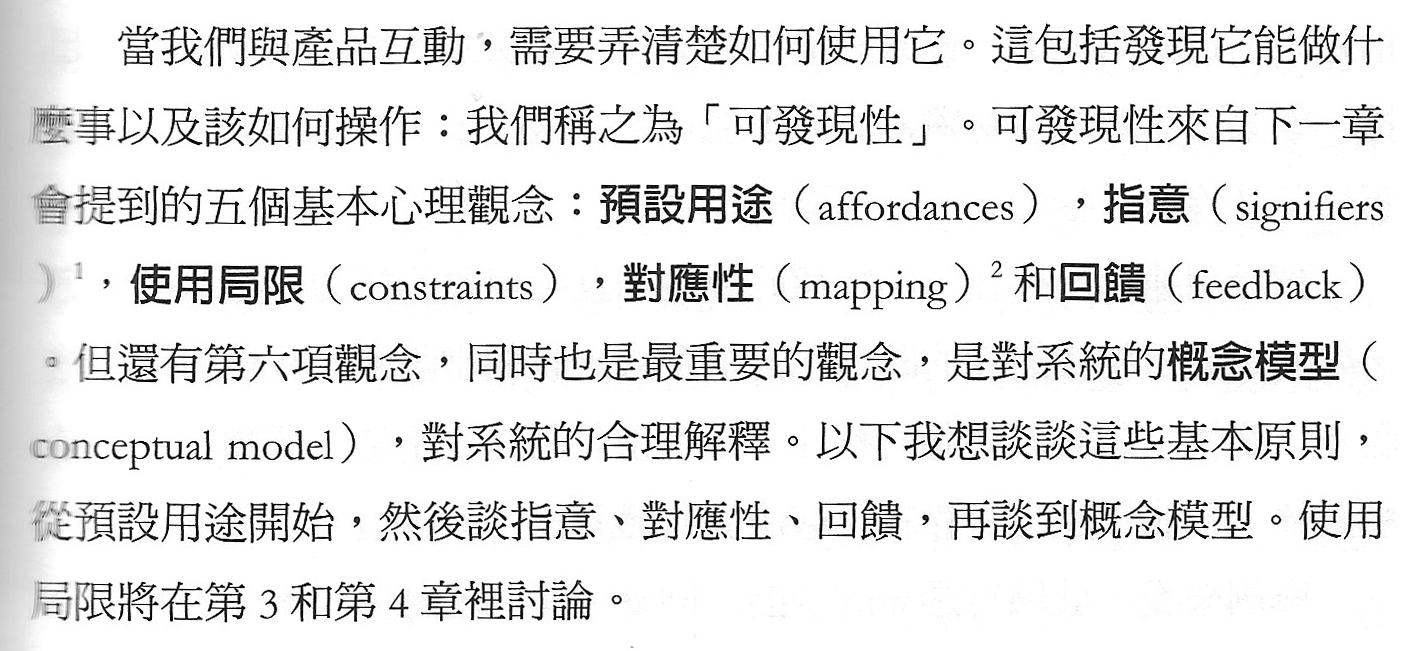 當我們與產品互動，需要弄清楚如何使用它。這包括發現它能做什
麼事以及該如何操作：我們稱之為「可發現性」。可發現性來自下一章
會提到的五個基本心理觀念：預設用途（affordances），指意（signifiers
）1，使用局限（constraints），對應性（mapping）2 和回饋（feedback）
。但還有第六項觀念，同時也是最重要的觀念，是對系統的概念模型（
conceptual model），對系統的合理解釋。以下我想談談這些基本原則，
從預設用途開始，然後談指意、對應性、回饋，再談到概念模型。使用
局限將在第 3 和第 4 章裡討論。